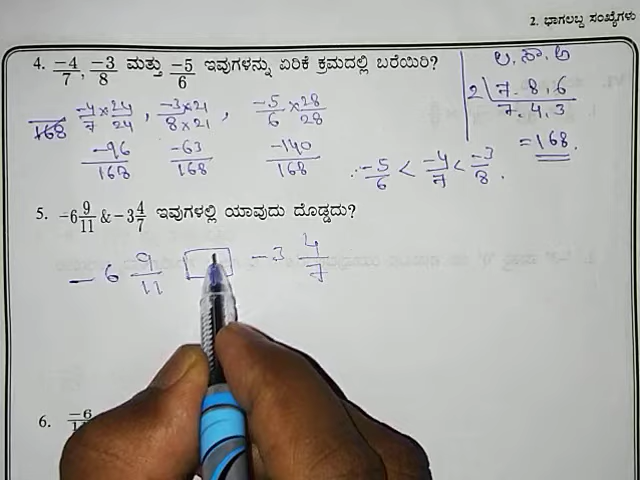 2. ಭಾಗಲಬ್ಧ ಸಂಖ್ಯೆಗಳು
4. -4/7, -3/8 ಮತ್ತು -5/6 ಇವುಗಳನ್ನು ಏರಿಕೆ ಕ್ರಮದಲ್ಲಿ ಬರೆಯಿರಿ?
ಲ.ಸಾ.ಅ
2 | 7.8.6
7.4.3
=168.
168 -4/7 × 24/24, -3×21/8×21, -5/6 × 28/28
-96/168 -63/168 -140/168
∴ -5/6 < -4/7 < -3/8.
5. -6 9/11 & -3 4/7 ಇವುಗಳಲ್ಲಿ ಯಾವುದು ದೊಡ್ಡದು?
-6 9/11 -3 4/7
6. -6